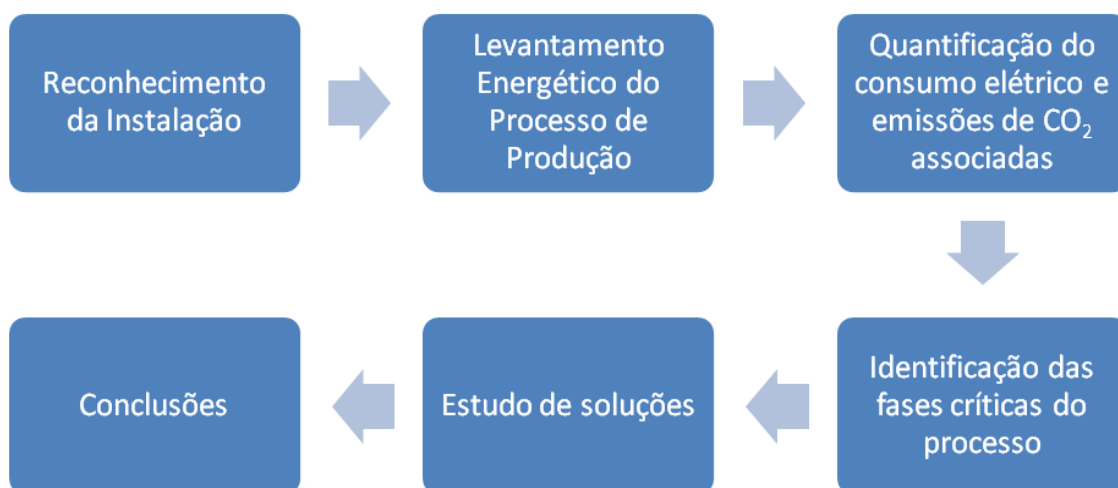 Reconhecimento
da Instalação
Levantamento
Energético do
Processo de
Produção
Quantificação do
consumo elétrico e
emissões de CO₂
associadas
Identificação das
fases críticas do
processo
Estudo de soluções
Conclusões